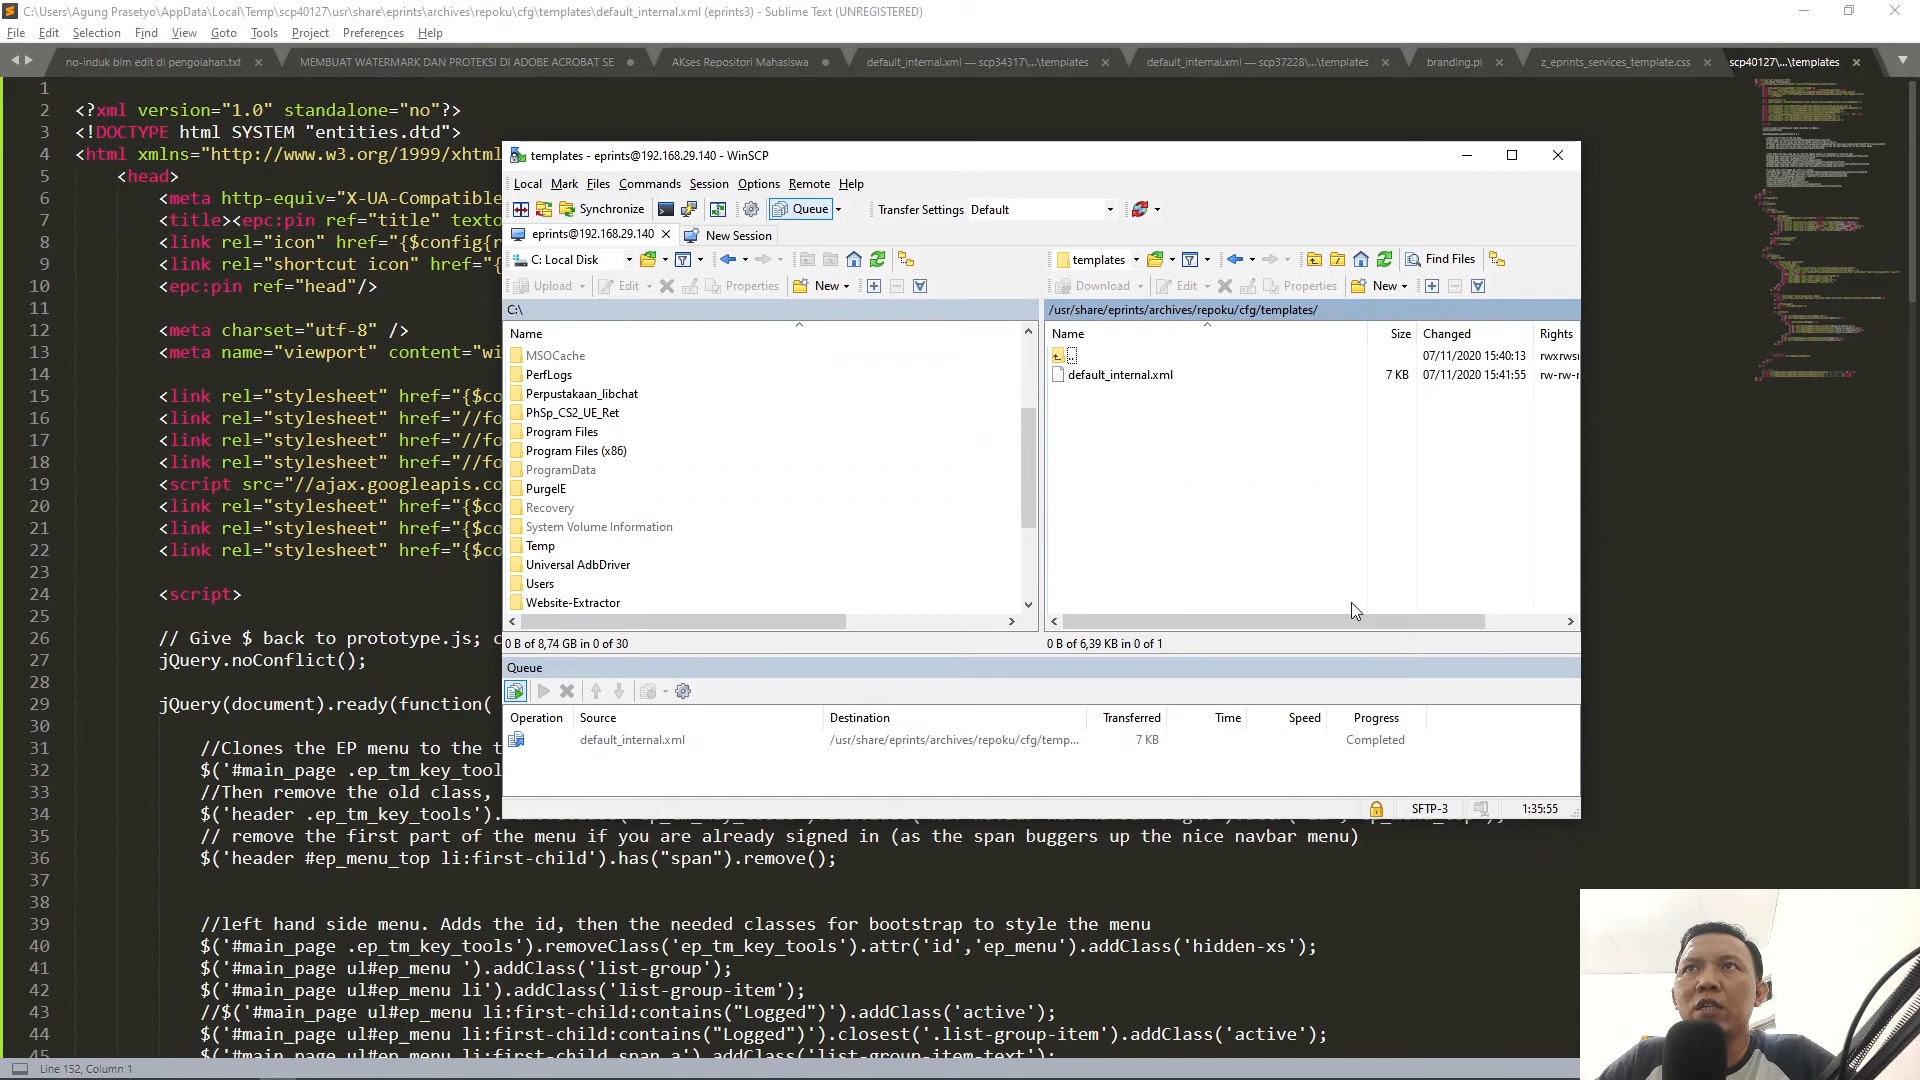 C:\Users\Agung Prasetyo\AppData\Local\Temp\scp40127\usr\share\eprints\archives\repoku\cfg\templates\default_internal.xml (eprints3) - Sublime Text (UNREGISTERED)
File Edit Selection Find View Goto Tools Project Preferences Help
no-induk blm edit di pengolahan.txt MEMBUAT WATERMARK DAN PROTEKSI DI ADOBE ACROBAT SE AKses Repositori Mahasiswa default_internal.xml — scp34317\...\templates default_internal.xml — scp37228\...\templates branding.pl z_eprints_services_template.css scp40127\...\templates
1
2 <?xml version="1.0" standalone="no"?>
3 <!DOCTYPE html SYSTEM "entities.dtd">
4 <html xmlns="http://www.w3.org/1999/xhtml
5 <head>
6 <meta http-equiv="X-UA-Compatible
7 <title><epc:pin ref="title" texto
8 <link rel="icon" href="{$config{r
9 <link rel="shortcut icon" href="{
10 <epc:pin ref="head"/>
11
12 <meta charset="utf-8" />
13 <meta name="viewport" content="wi
14
15 <link rel="stylesheet" href="{$co
16 <link rel="stylesheet" href="//fo
17 <link rel="stylesheet" href="//fo
18 <link rel="stylesheet" href="//fo
19 <script src="//ajax.googleapis.co
20 <link rel="stylesheet" href="{$co
21 <link rel="stylesheet" href="{$co
22 <link rel="stylesheet" href="{$co
23
24 <script>
25
26 // Give $ back to prototype.js; c
27 jQuery.noConflict();
28
29 jQuery(document).ready(function(
30
31 //Clones the EP menu to the t
32 $('#main_page .ep_tm_key_tool
33 //Then remove the old class,
34 $('header .ep_tm_key_tools').
35 // remove the first part of the menu if you are already signed in (as the span buggers up the nice navbar menu)
36 $('header #ep_menu_top li:first-child').has("span").remove();
37
38
39 //left hand side menu. Adds the id, then the needed classes for bootstrap to style the menu
40 $('#main_page .ep_tm_key_tools').removeClass('ep_tm_key_tools').attr('id','ep_menu').addClass('hidden-xs');
41 $('#main_page ul#ep_menu ').addClass('list-group');
42 $('#main_page ul#ep_menu li').addClass('list-group-item');
43 //$('#main_page ul#ep_menu li:first-child:contains("Logged")').addClass('active');
44 $('#main_page ul#ep_menu li:first-child:contains("Logged")').closest('.list-group-item').addClass('active');
45 $('#main_page ul#ep_menu li:first-child span a').addClass('list-group-item-text');
Line 152, Column 1
templates - eprints@192.168.29.140 - WinSCP
Local Mark Files Commands Session Options Remote Help
Synchronize Queue Transfer Settings Default
eprints@192.168.29.140 New Session
C: Local Disk
Upload Edit Properties New
C:\
Name
MSOCache
PerfLogs
Perpustakaan_libchat
PhSp_CS2_UE_Ret
Program Files
Program Files (x86)
ProgramData
PurgeIE
Recovery
System Volume Information
Temp
Universal AdbDriver
Users
Website-Extractor
0 B of 8,74 GB in 0 of 30
templates Find Files
Download Edit Properties New
/usr/share/eprints/archives/repoku/cfg/templates/
Name Size Changed Rights
.. 07/11/2020 15:40:13 rwxrws
default_internal.xml 7 KB 07/11/2020 15:41:55 rw-rw-r
0 B of 6,39 KB in 0 of 1
Queue
Operation Source Destination Transferred Time Speed Progress
default_internal.xml /usr/share/eprints/archives/repoku/cfg/temp... 7 KB Completed
SFTP-3 1:35:55